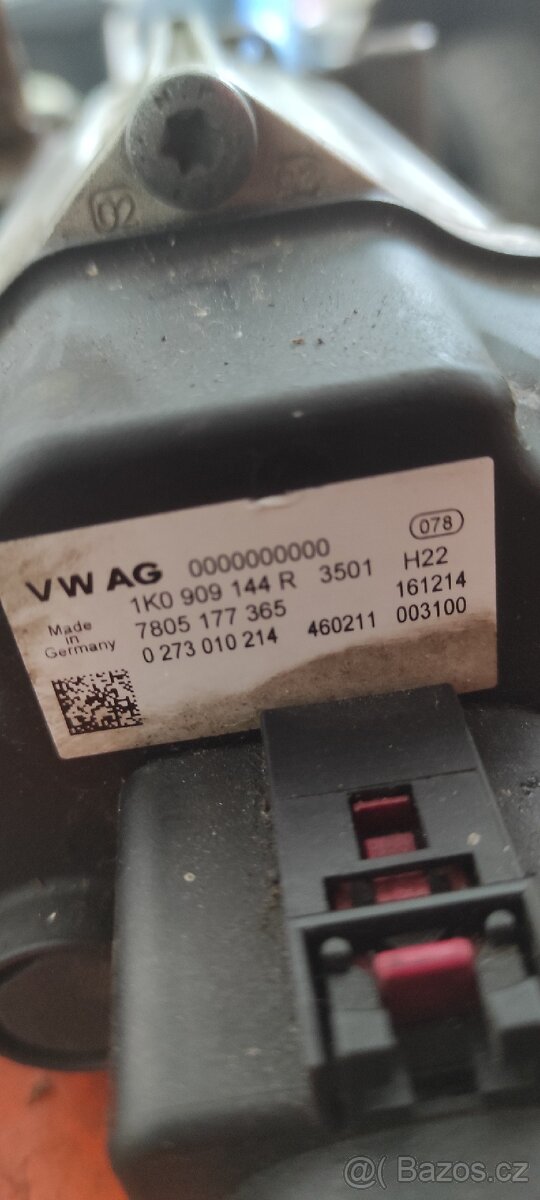 02
VW AG 0000000000 078
1K0 909 144 R 3501 H22
Made in Germany
7805 177 365 161214
0 273 010 214 460211 003100
@( Bazos.cz